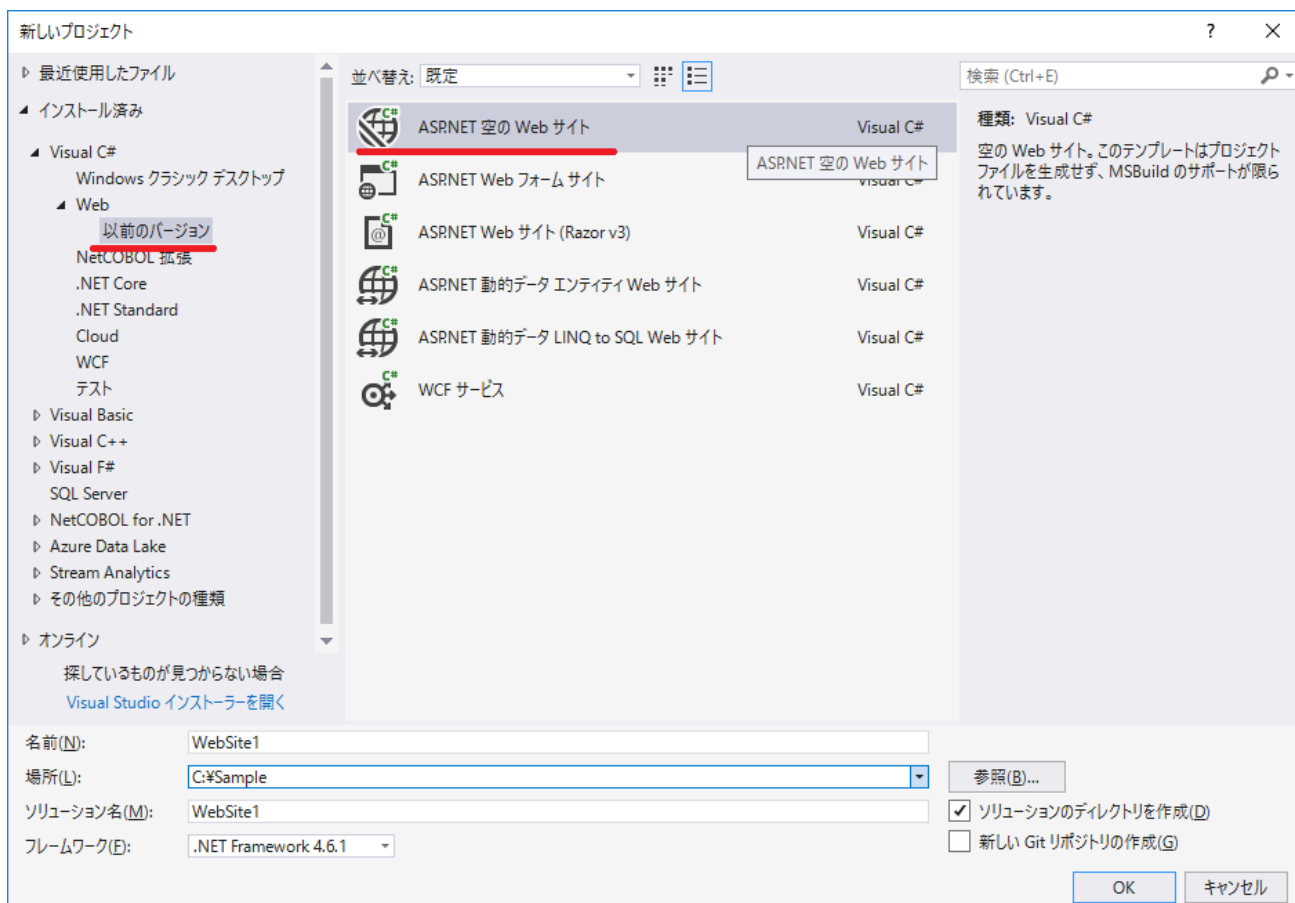 新しいプロジェクト
?
最近使用したファイル
インストール済み
Visual C#
Windows クラシック デスクトップ
Web
以前のバージョン
NetCOBOL 拡張
.NET Core
.NET Standard
Cloud
WCF
テスト
Visual Basic
Visual C++
Visual F#
SQL Server
NetCOBOL for .NET
Azure Data Lake
Stream Analytics
その他のプロジェクトの種類
オンライン
探しているものが見つからない場合
Visual Studio インストーラーを開く
並べ替え: 既定
ASP.NET 空の Web サイト Visual C#
ASP.NET 空の Web サイト
ASP.NET Web フォーム サイト Visual C#
ASP.NET Web サイト (Razor v3) Visual C#
ASP.NET 動的データ エンティティ Web サイト Visual C#
ASP.NET 動的データ LINQ to SQL Web サイト Visual C#
WCF サービス Visual C#
検索 (Ctrl+E)
種類: Visual C#
空の Web サイト。このテンプレートはプロジェクト
ファイルを生成せず、MSBuild のサポートが限ら
れています。
名前(N): WebSite1
場所(L): C:¥Sample 参照(B)...
ソリューション名(M): WebSite1 ソリューションのディレクトリを作成(D)
フレームワーク(F): .NET Framework 4.6.1 新しい Git リポジトリの作成(G)
OK キャンセル